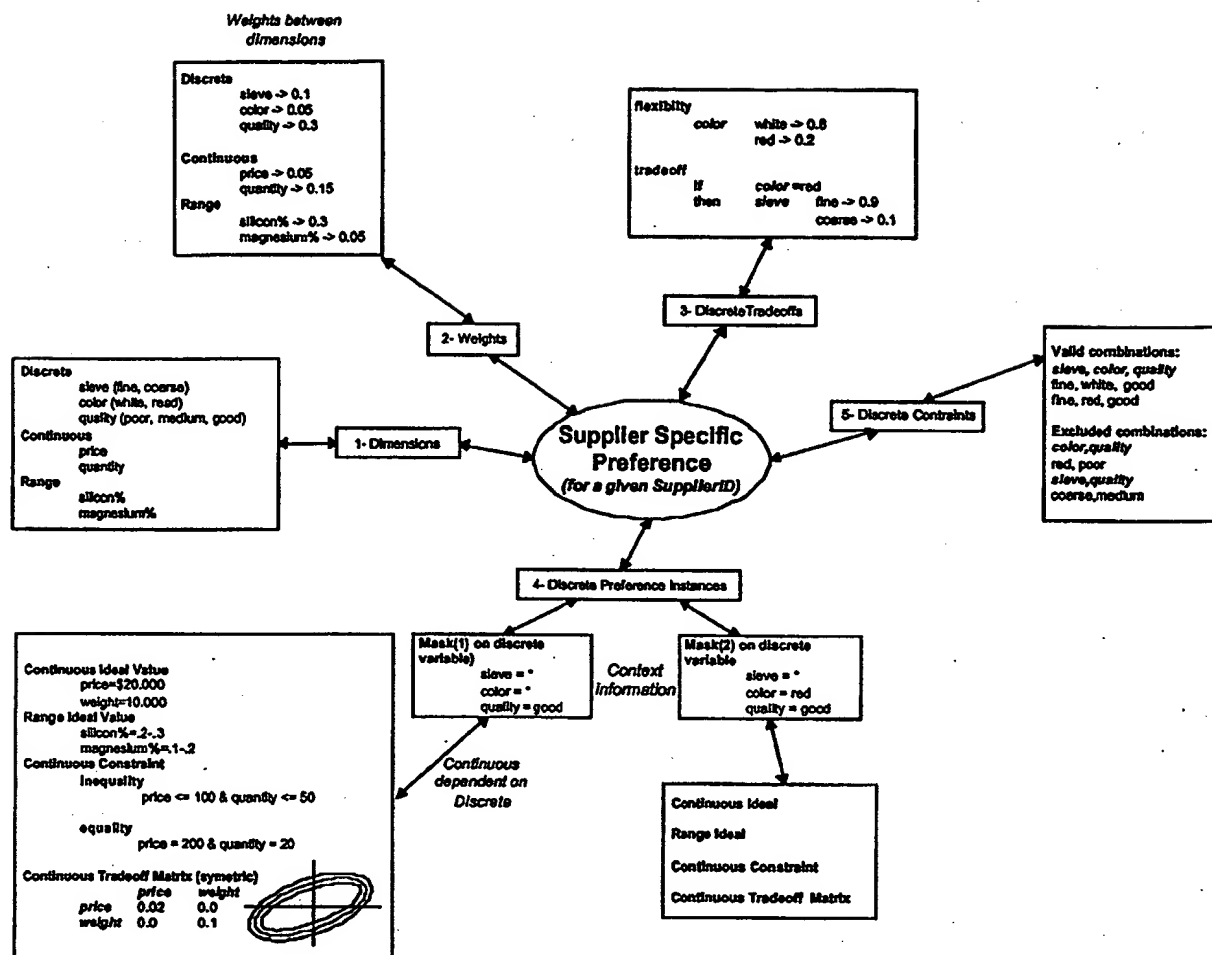 Weights between
dimensions
Discrete
sieve -> 0.1
color -> 0.05
quality -> 0.3
Continuous
price -> 0.05
quantity -> 0.15
Range
silicon% -> 0.3
magnesium% -> 0.05
flexibilty
color white -> 0.8
red -> 0.2
tradeoff
If color =red
then sieve fine -> 0.9
coarse -> 0.1
3- DiscreteTradeoffs
2- Weights
Discrete
sieve (fine, coarse)
color (white, read)
quality (poor, medium, good)
Continuous
price
quantity
Range
silicon%
magnesium%
1- Dimensions
Supplier Specific
Preference
(for a given SupplierID)
5- Discrete Contraints
Valid combinations:
sieve, color, quality
fine, white, good
fine, red, good
Excluded combinations:
color,quality
red, poor
sieve,quality
coarse,medium
4- Discrete Preference Instances
Mask(1) on discrete
variable)
sieve = *
color = *
quality = good
Context
Information
Mask(2) on discrete
variable
sieve = *
color = red
quality = good
Continuous Ideal Value
price=$20.000
weight=10.000
Range Ideal Value
silicon%=.2-.3
magnesium%=.1-.2
Continuous Constraint
Inequality
price <= 100 & quantity <= 50
equality
price = 200 & quantity = 20
Continuous Tradeoff Matrix (symetric)
price weight
price 0.02 0.0
weight 0.0 0.1
Continuous
dependent on
Discrete
Continuous Ideal
Range Ideal
Continuous Constraint
Continuous Tradeoff Matrix